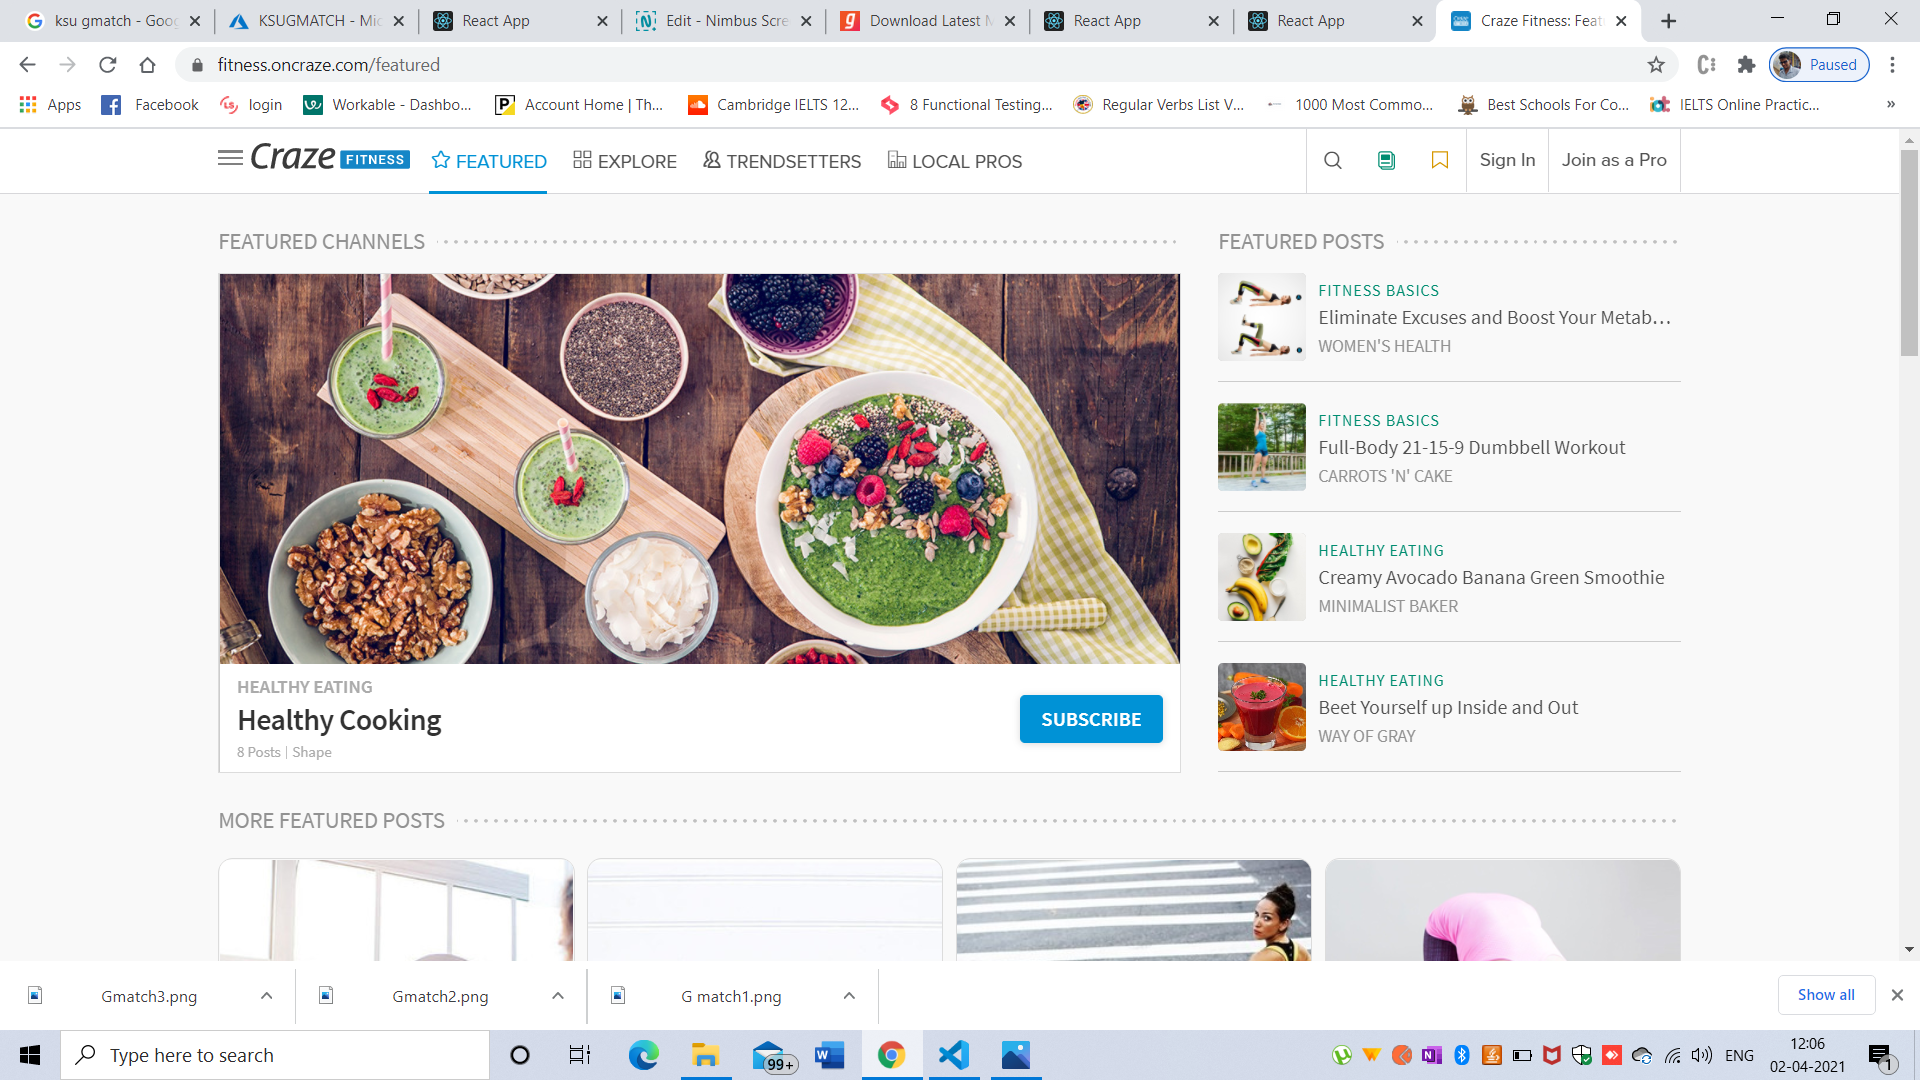 ksu gmatch - Goog
KSUGMATCH - Mic
React App
Edit - Nimbus Scre
Download Latest M
React App
React App
Craze Fitness: Feat
fitness.oncraze.com/featured
Paused
Apps
Facebook
login
Workable - Dashbo...
Account Home | Th...
Cambridge IELTS 12...
8 Functional Testing...
Regular Verbs List V...
1000 Most Commo...
Best Schools For Co...
IELTS Online Practic...
»
Craze FITNESS
FEATURED
EXPLORE
TRENDSETTERS
LOCAL PROS
Sign In
Join as a Pro
FEATURED CHANNELS
HEALTHY EATING
Healthy Cooking
8 Posts | Shape
SUBSCRIBE
FEATURED POSTS
FITNESS BASICS
Eliminate Excuses and Boost Your Metab...
WOMEN'S HEALTH
FITNESS BASICS
Full-Body 21-15-9 Dumbbell Workout
CARROTS 'N' CAKE
HEALTHY EATING
Creamy Avocado Banana Green Smoothie
MINIMALIST BAKER
HEALTHY EATING
Beet Yourself up Inside and Out
WAY OF GRAY
MORE FEATURED POSTS
Gmatch3.png
Gmatch2.png
G match1.png
Show all
Type here to search
99+
ENG
12:06
02-04-2021
1